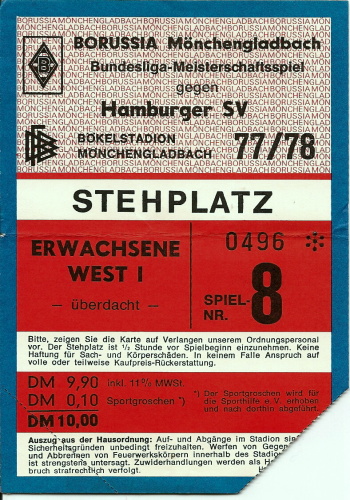 BORUSSIA Mönchengladbach
Bundesliga-Meisterschaftsspiel
gegen
Hamburger SV
BÖKELSTADION
MÖNCHENGLADBACH 77/78
STEHPLATZ
ERWACHSENE
WEST I
– überdacht –
0496
SPIEL-
NR. 8
Bitte, zeigen Sie die Karte auf Verlangen unserem Ordnungspersonal
vor. Der Stehplatz ist ½ Stunde vor Spielbeginn einzunehmen. Keine
Haftung für Sach- und Körperschäden. In keinem Falle Anspruch auf
volle oder teilweise Kaufpreis-Rückerstattung.
DM 9,90 inkl. 11% MWSt.
DM 0,10 Sportgroschen *)
DM 10,00
*) Der Sportgroschen wird für
die Sporthilfe e.V. erhoben und
nach dorthin abgeführt.
Auszug aus der Hausordnung: Auf- und Abgänge im Stadion sind
Sicherheitsgründen unbedingt freizuhalten. Werfen von Gegen
und Abbrennen von Feuerwerkskörpern innerhalb des Stadions
ist strengstens untersagt. Zuwiderhandlungen werden als Ha
bruch strafrechtlich verfolgt.